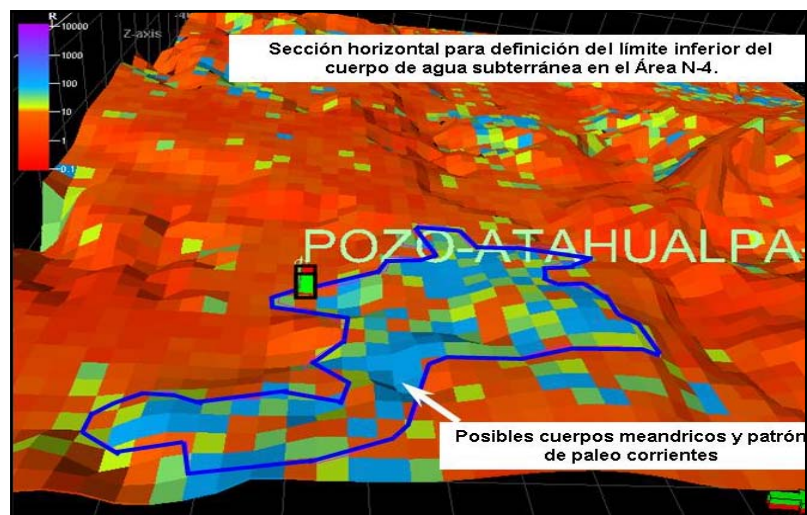 R
10000
1000
100
10
1
0.1
Z-axis
Sección horizontal para definición del límite inferior del
cuerpo de agua subterránea en el Área N-4.
POZO-ATAHUALPA
Posibles cuerpos meandricos y patrón
de paleo corrientes